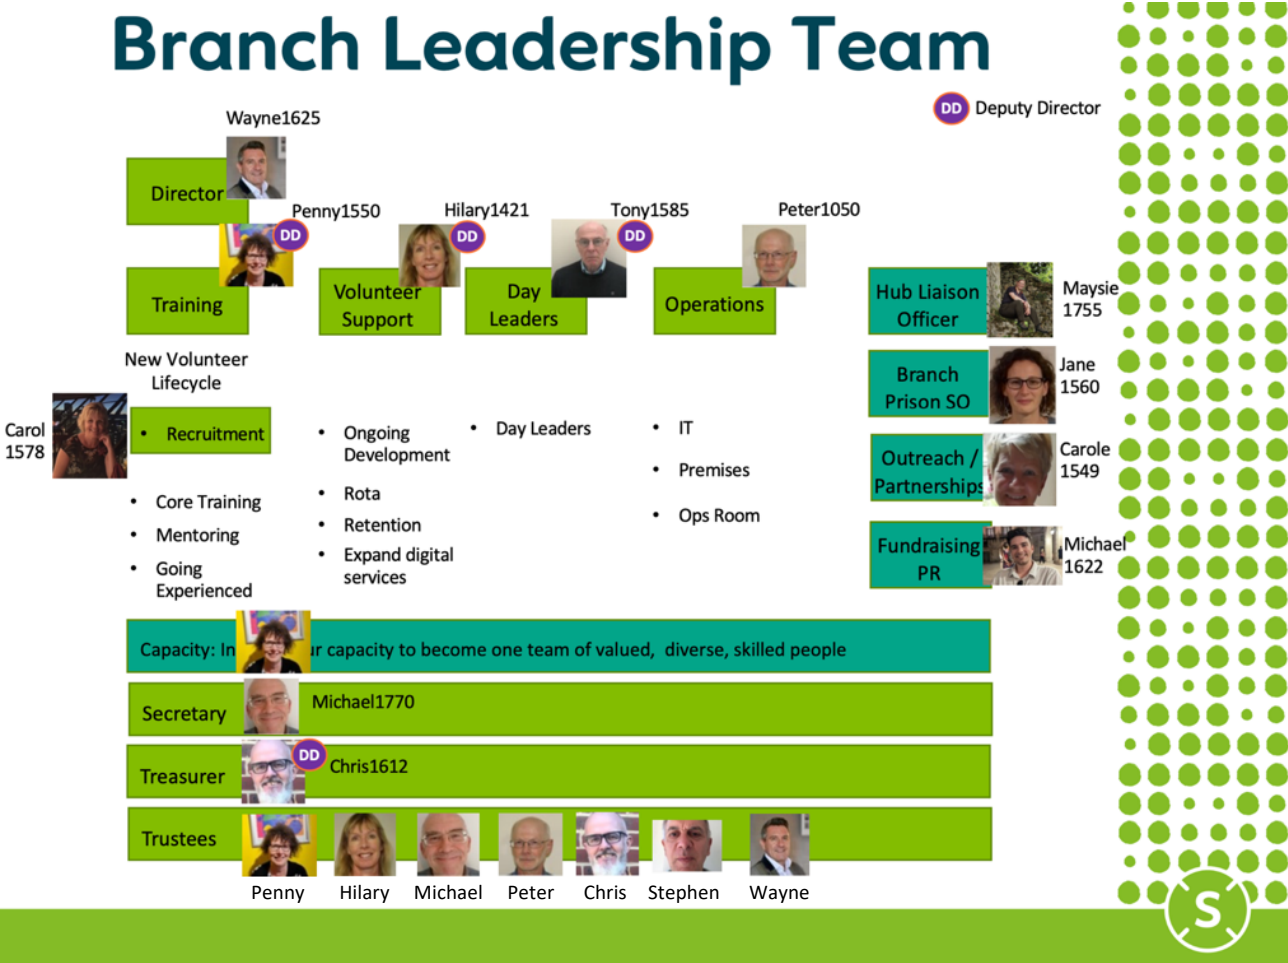 Branch Leadership Team
DD Deputy Director
Wayne1625
Director
Penny1550
DD
Hilary1421
DD
Tony1585
DD
Peter1050
Training
Volunteer
Support
Day
Leaders
Operations
Hub Liaison
Officer
Maysie
1755
New Volunteer
Lifecycle
Branch
Prison SO
Jane
1560
Carol
1578
• Recruitment
• Core Training
• Mentoring
• Going
Experienced
• Ongoing
Development
• Rota
• Retention
• Expand digital
services
• Day Leaders
• IT
• Premises
• Ops Room
Outreach /
Partnerships
Carole
1549
Fundraising
PR
Michael
1622
Capacity: In ur capacity to become one team of valued, diverse, skilled people
Secretary
Michael1770
Treasurer
DD
Chris1612
Trustees
Penny
Hilary
Michael
Peter
Chris
Stephen
Wayne
S